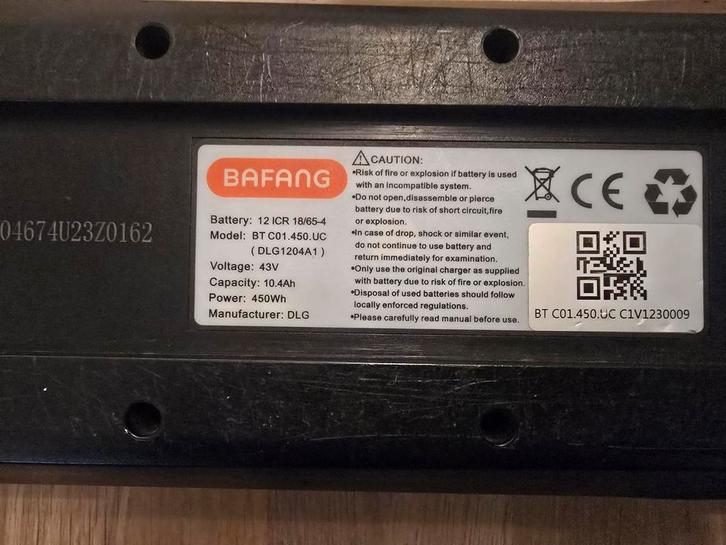 04674U23Z0162
BAFANG
Battery: 12 ICR 18/65-4
Model: BT C01.450.UC
( DLG1204A1 )
Voltage: 43V
Capacity: 10.4Ah
Power: 450Wh
Manufacturer: DLG
CAUTION:
•Risk of fire or explosion if battery is used
with an incompatible system.
•Do not open,disassemble or pierce
battery due to risk of short circuit,fire
or explosion.
•In case of drop, shock or similar event,
do not continue to use battery and
return immediately for examination.
•Only use the original charger as supplied
with battery due to risk of fire or explosion.
•Disposal of used batteries should follow
locally enforced regulations.
•Please carefully read manual before use.
CE
BT C01.450.UC C1V1230009